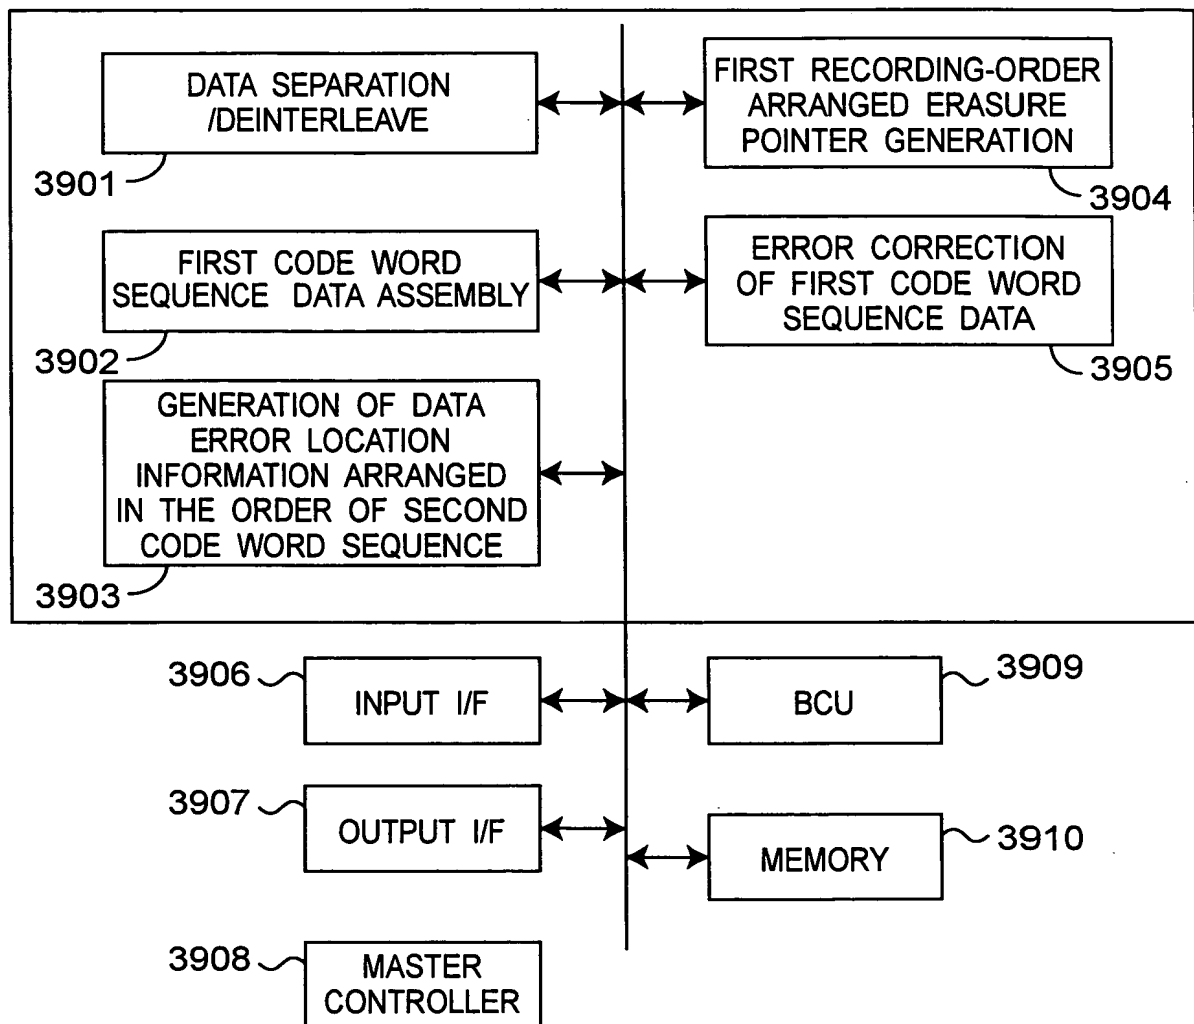 DATA SEPARATION
/DEINTERLEAVE
3901
FIRST RECORDING-ORDER
ARRANGED ERASURE
POINTER GENERATION
3904
FIRST CODE WORD
SEQUENCE DATA ASSEMBLY
3902
ERROR CORRECTION
OF FIRST CODE WORD
SEQUENCE DATA
3905
GENERATION OF DATA
ERROR LOCATION
INFORMATION ARRANGED
IN THE ORDER OF SECOND
CODE WORD SEQUENCE
3903
3906
INPUT I/F
BCU
3909
3907
OUTPUT I/F
MEMORY
3910
3908
MASTER
CONTROLLER